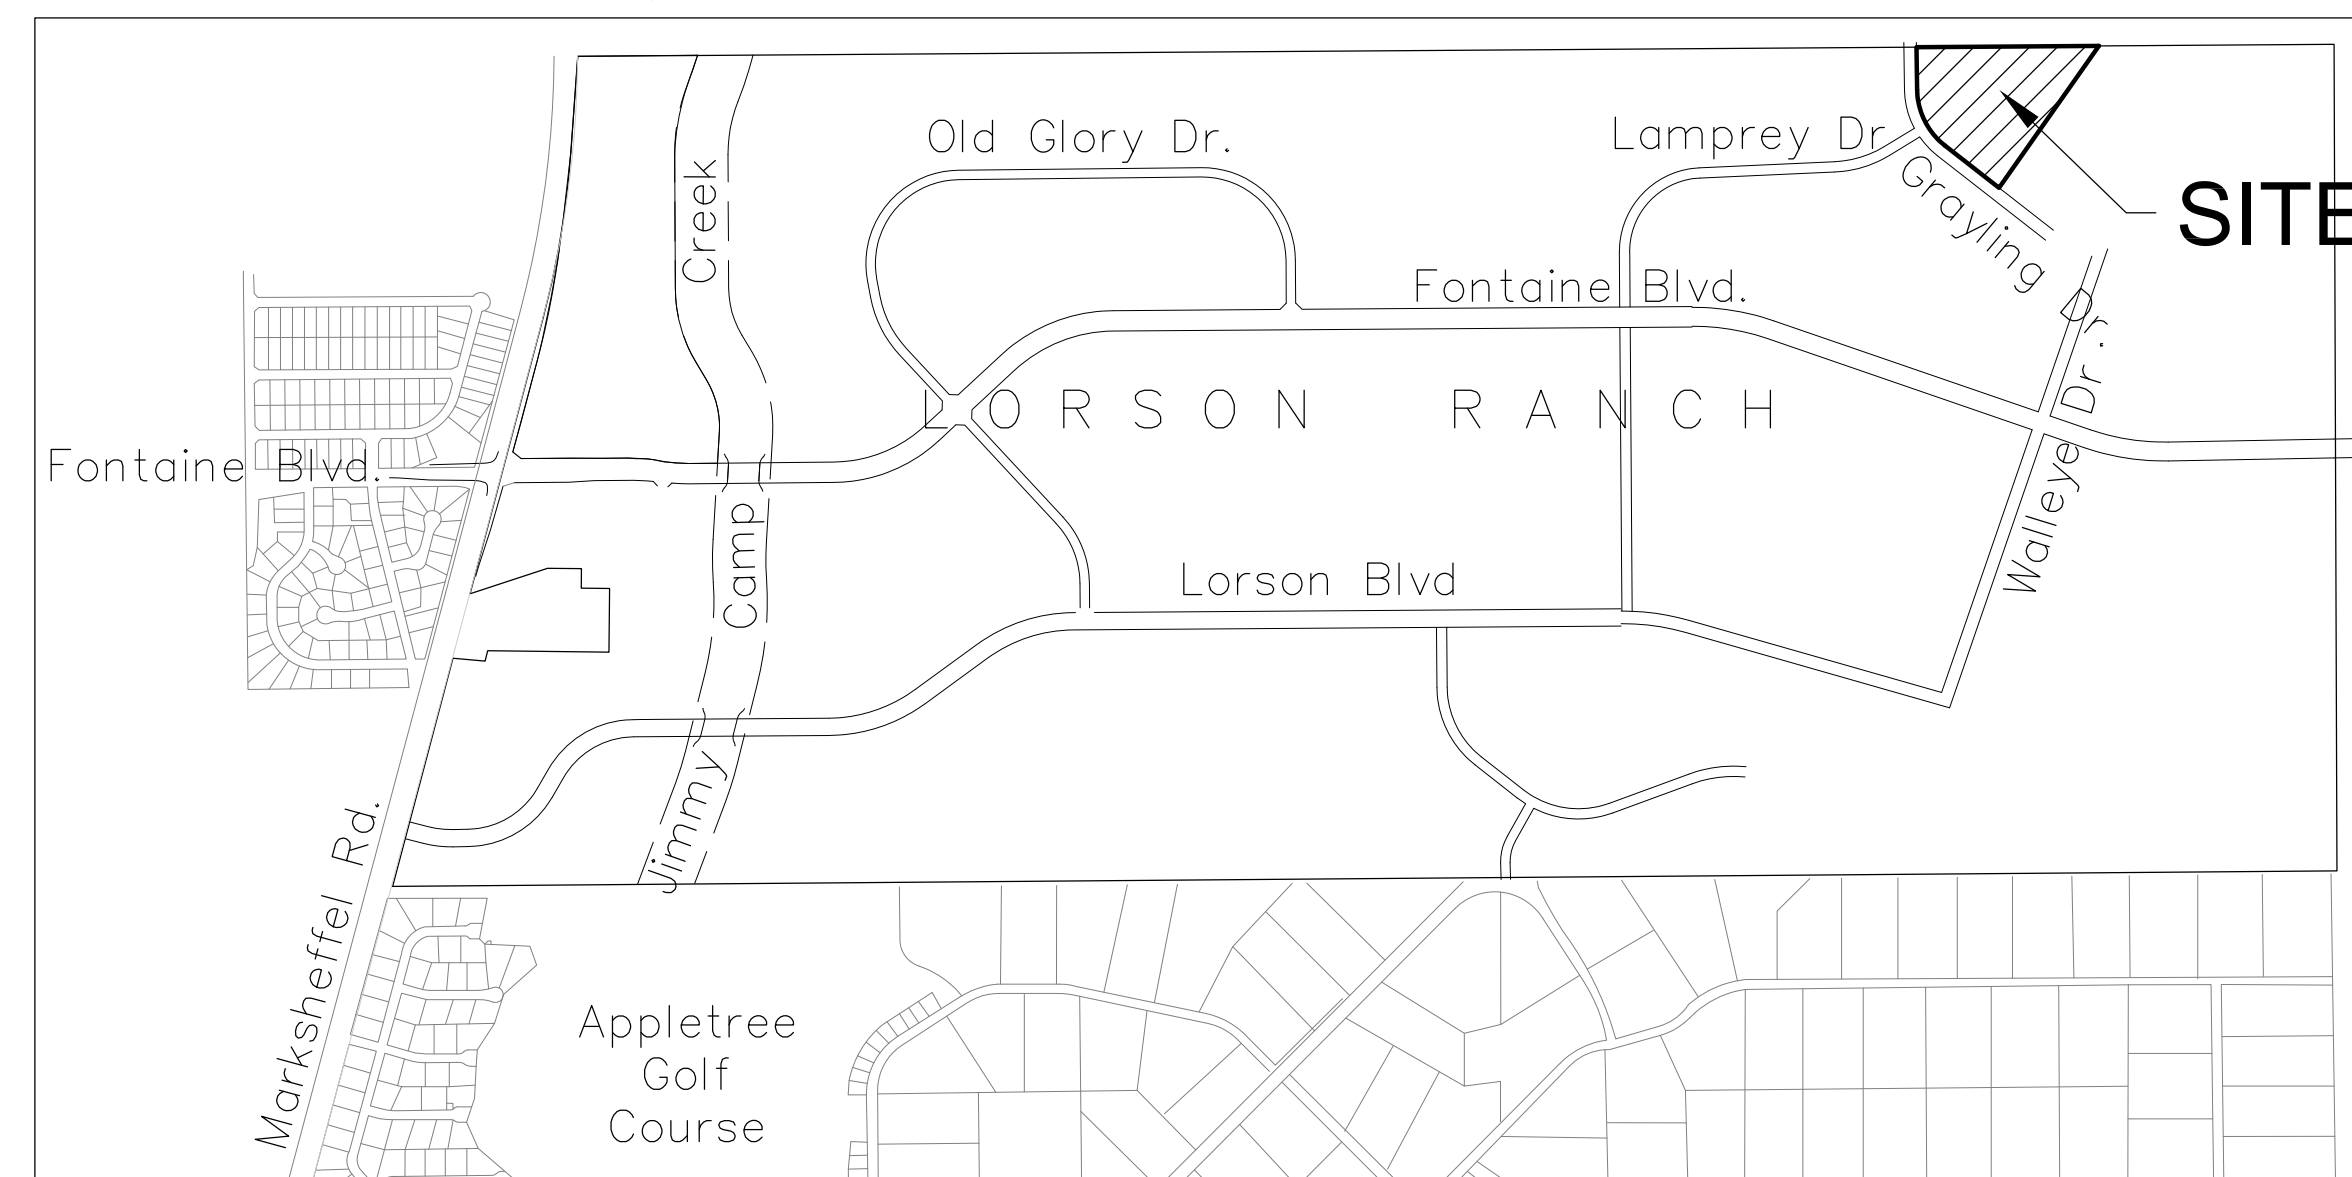 Old Glory Dr.
Lamprey Dr
Grayling Dr.
SITE
Creek
Fontaine Blvd.
LORSON RANCH
Fontaine Blvd.
Walleye Dr.
Camp
Lorson Blvd
Jimmy
Marksheffel Rd.
Appletree
Golf
Course